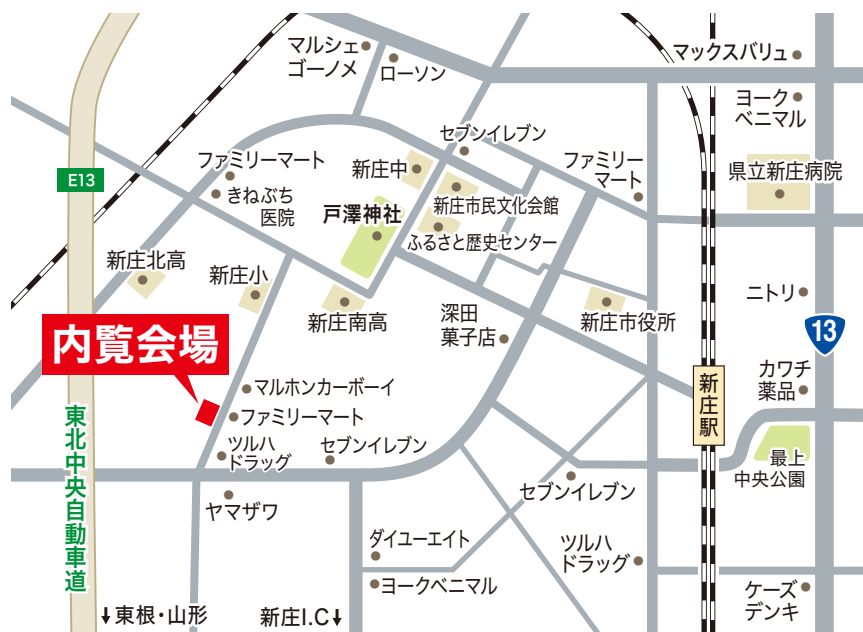 マルシェ
ゴーノメ
ローソン
マックスバリュ
13
ヨーク
ベニマル
セブンイレブン
ファミリーマート
新庄中
ファミリー
マート
県立新庄病院
E13
きねぶち
医院
戸澤神社
新庄市民文化会館
ふるさと歴史センター
新庄北高
新庄小
新庄南高
深田
菓子店
新庄市役所
ニトリ
13
内覧会場
カワチ
薬品
新庄駅
マルホンカーボーイ
ファミリーマート
ツルハ
ドラッグ
セブンイレブン
東北中央自動車道
最上
中央公園
セブンイレブン
ヤマザワ
ダイユーエイト
ツルハ
ドラッグ
ヨークベニマル
ケーズ
デンキ
↓東根・山形
新庄I.C↓